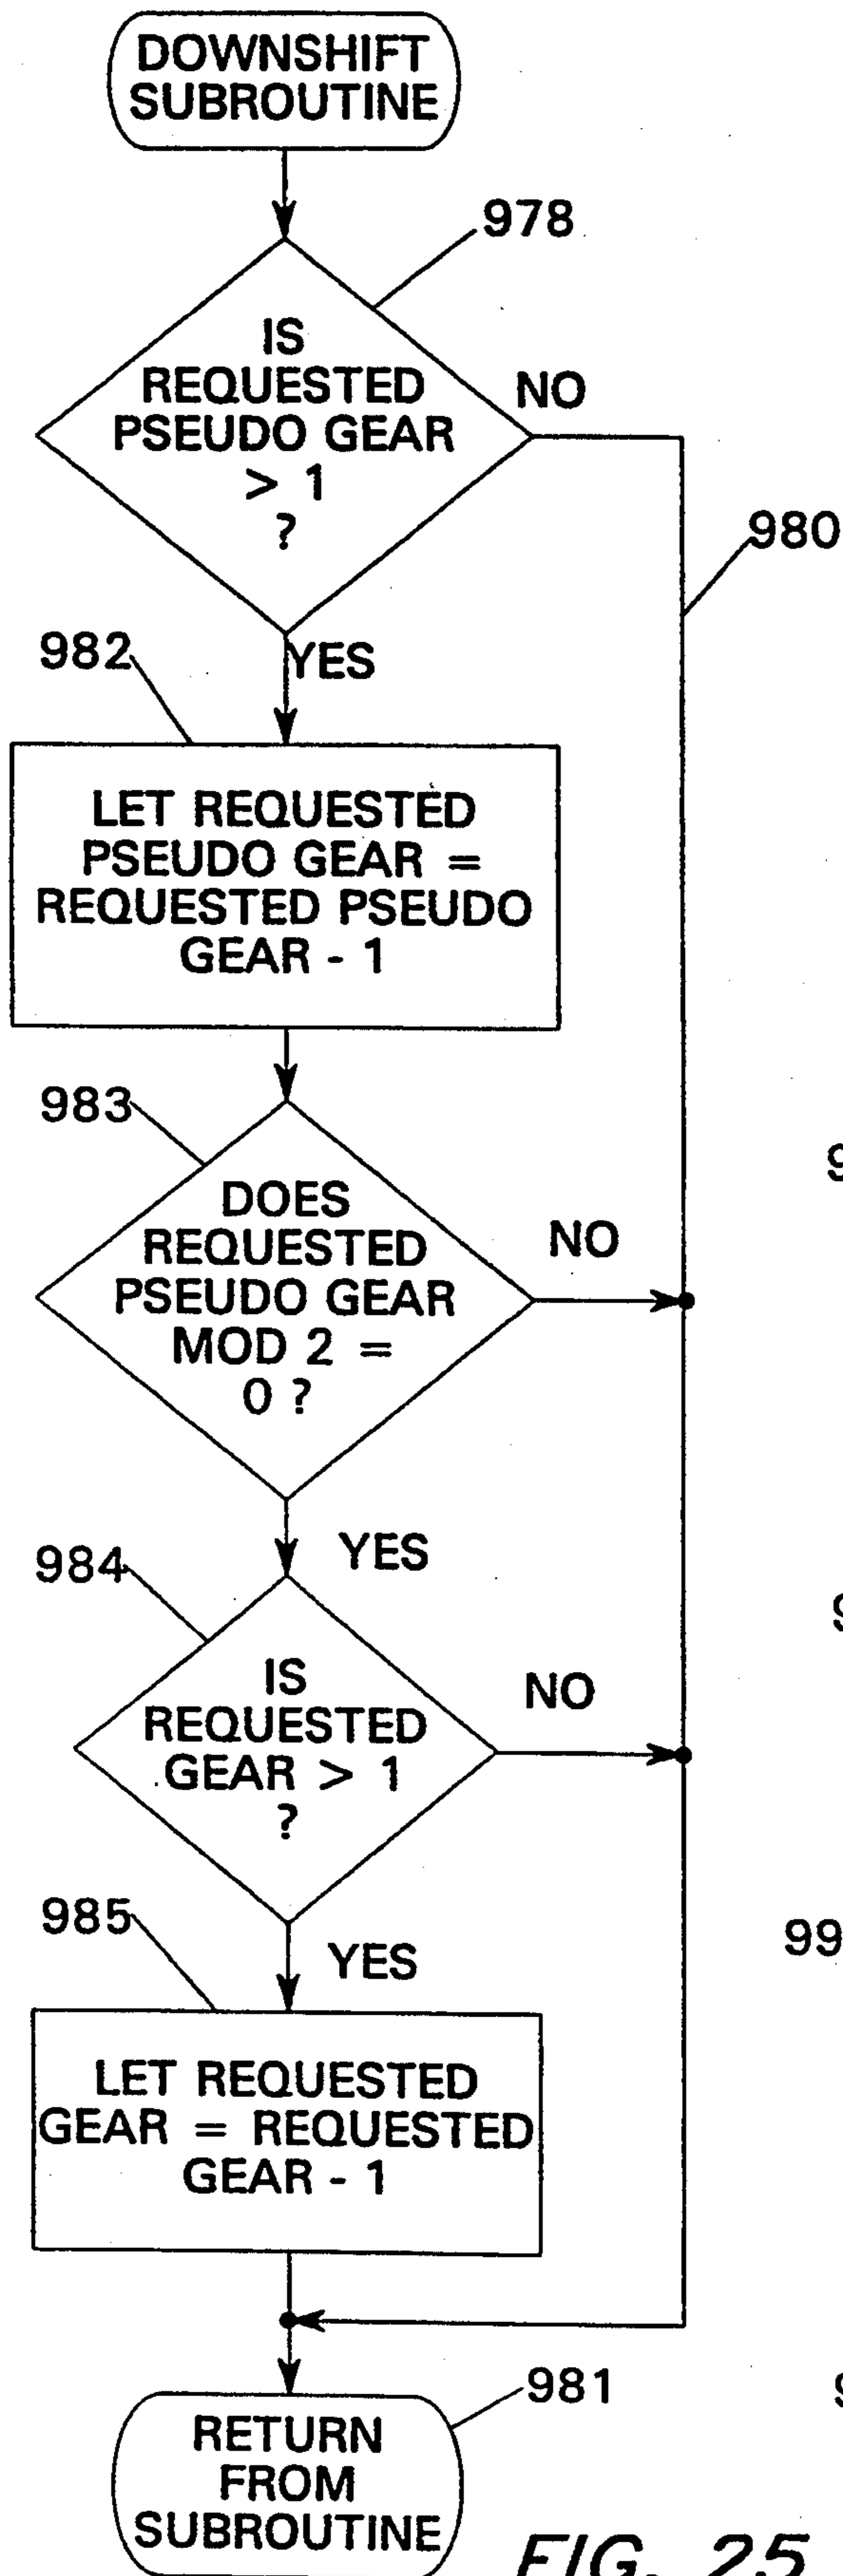 DOWNSHIFT
SUBROUTINE
978
IS
REQUESTED
PSEUDO GEAR
> 1
?
NO
980
YES
982
LET REQUESTED
PSEUDO GEAR =
REQUESTED PSEUDO
GEAR - 1
983
DOES
REQUESTED
PSEUDO GEAR
MOD 2 =
0 ?
NO
YES
984
IS
REQUESTED
GEAR > 1
?
NO
YES
985
LET REQUESTED
GEAR = REQUESTED
GEAR - 1
981
RETURN
FROM
SUBROUTINE
FIG. 25